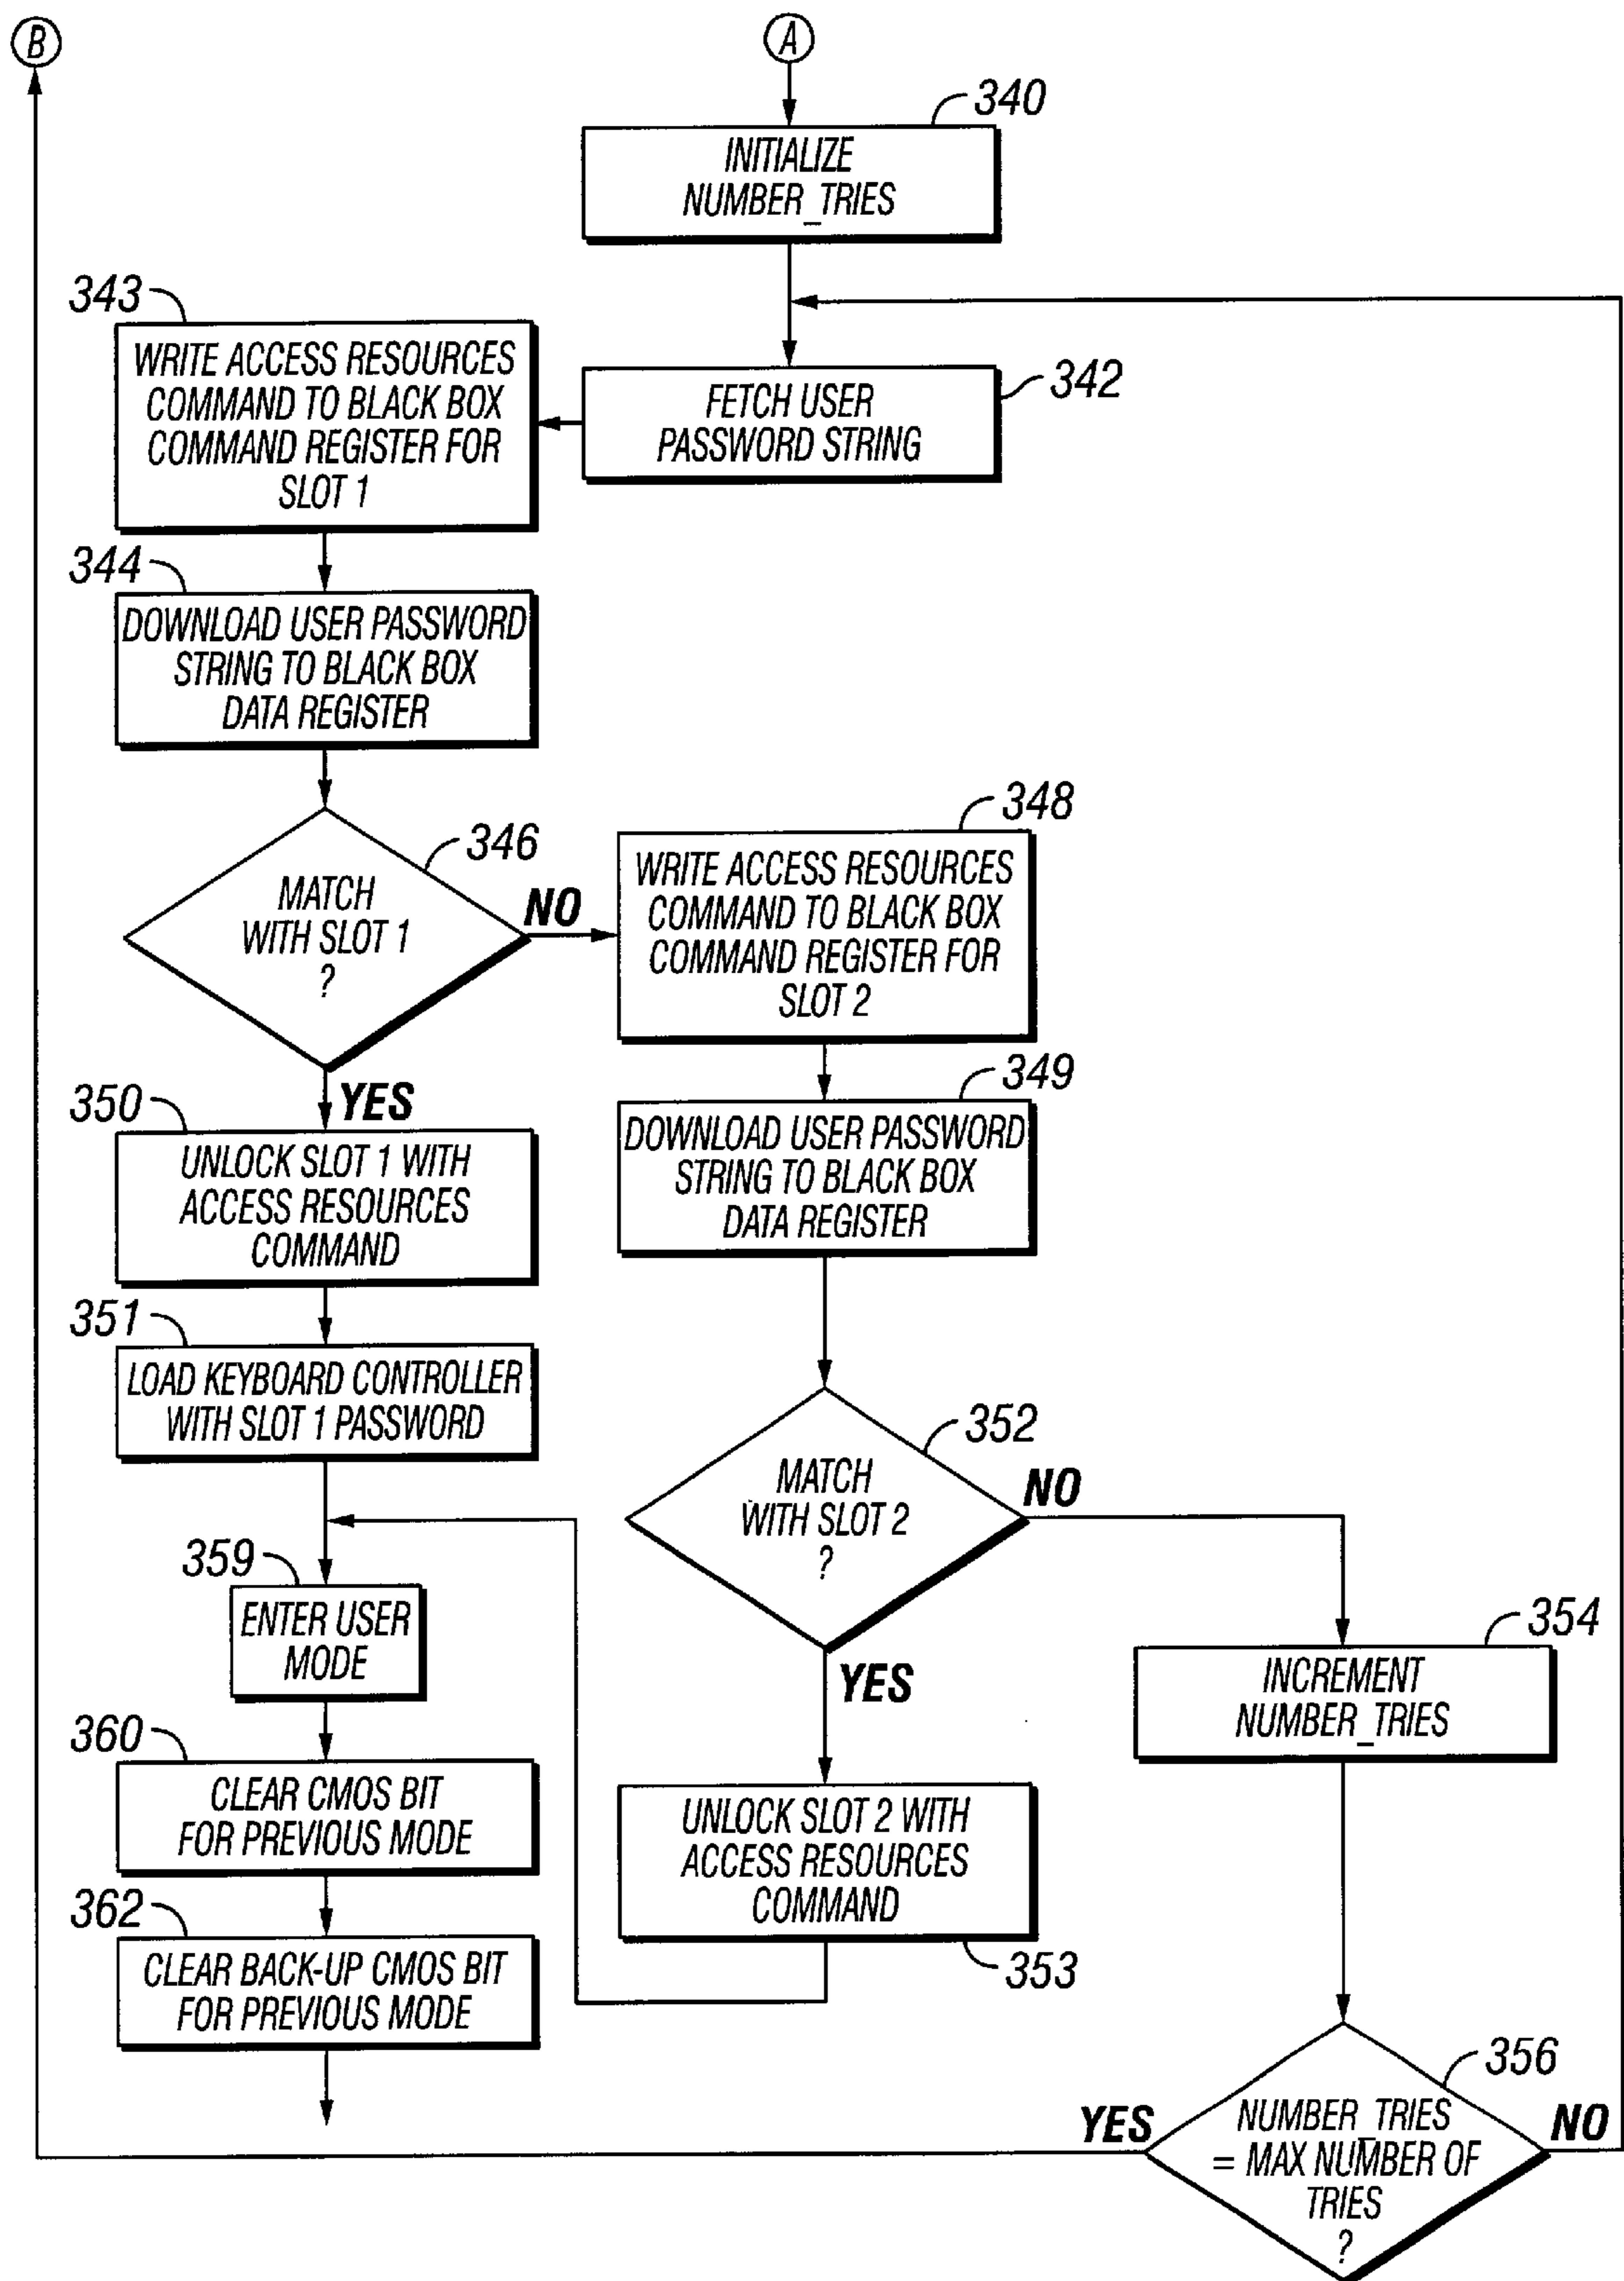 B
A
340
INITIALIZE
NUMBER_TRIES
342
FETCH USER
PASSWORD STRING
343
WRITE ACCESS RESOURCES
COMMAND TO BLACK BOX
COMMAND REGISTER FOR
SLOT 1
344
DOWNLOAD USER PASSWORD
STRING TO BLACK BOX
DATA REGISTER
346
MATCH
WITH SLOT 1
?
NO
YES
348
WRITE ACCESS RESOURCES
COMMAND TO BLACK BOX
COMMAND REGISTER FOR
SLOT 2
349
DOWNLOAD USER PASSWORD
STRING TO BLACK BOX
DATA REGISTER
350
UNLOCK SLOT 1 WITH
ACCESS RESOURCES
COMMAND
351
LOAD KEYBOARD CONTROLLER
WITH SLOT 1 PASSWORD
352
MATCH
WITH SLOT 2
?
NO
YES
359
ENTER USER
MODE
354
INCREMENT
NUMBER_TRIES
360
CLEAR CMOS BIT
FOR PREVIOUS MODE
UNLOCK SLOT 2 WITH
ACCESS RESOURCES
COMMAND
353
362
CLEAR BACK-UP CMOS BIT
FOR PREVIOUS MODE
356
NUMBER_TRIES
= MAX NUMBER OF
TRIES
?
YES
NO